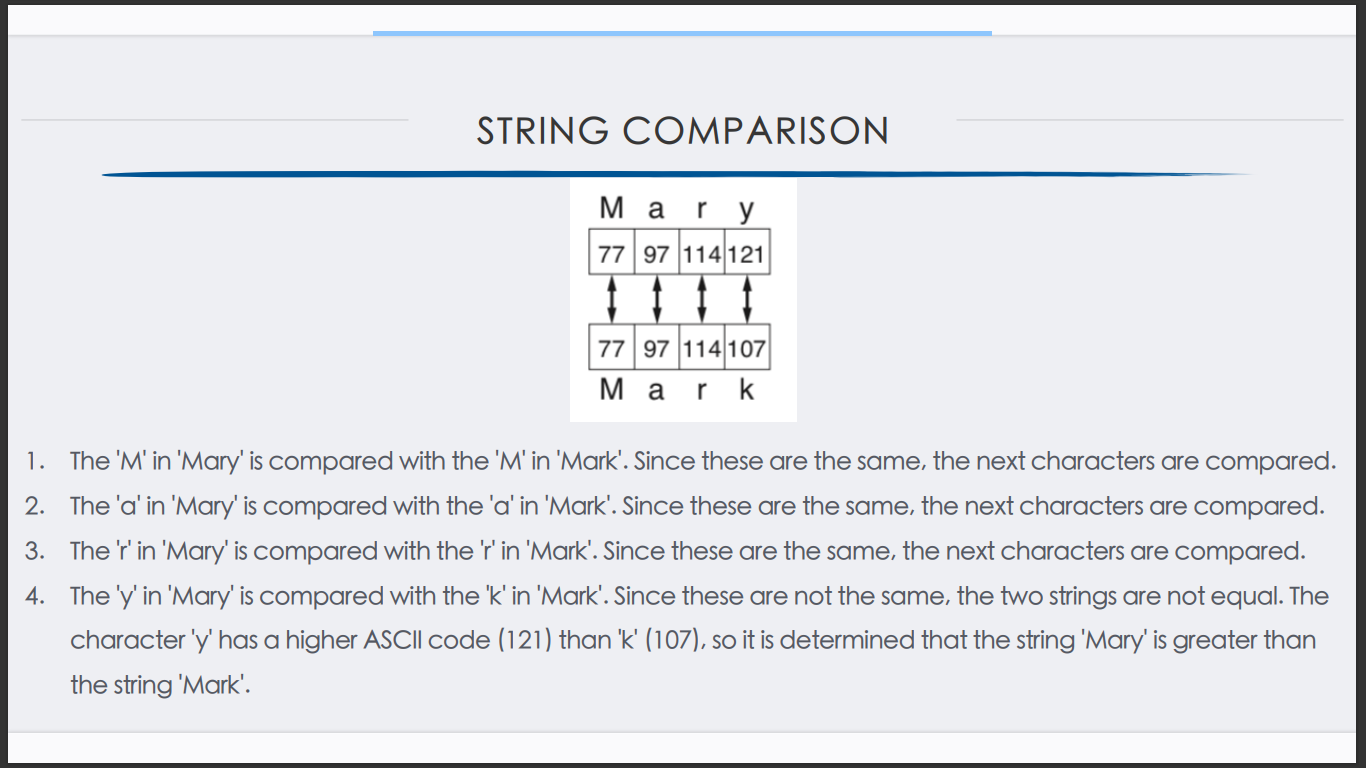 STRING COMPARISON
M a r y
77 97 114 121
77 97 114 107
M a r k
1. The 'M' in 'Mary' is compared with the 'M' in 'Mark'. Since these are the same, the next characters are compared.
2. The 'a' in 'Mary' is compared with the 'a' in 'Mark'. Since these are the same, the next characters are compared.
3. The 'r' in 'Mary' is compared with the 'r' in 'Mark'. Since these are the same, the next characters are compared.
4. The 'y' in 'Mary' is compared with the 'k' in 'Mark'. Since these are not the same, the two strings are not equal. The
character 'y' has a higher ASCII code (121) than 'k' (107), so it is determined that the string 'Mary' is greater than
the string 'Mark'.